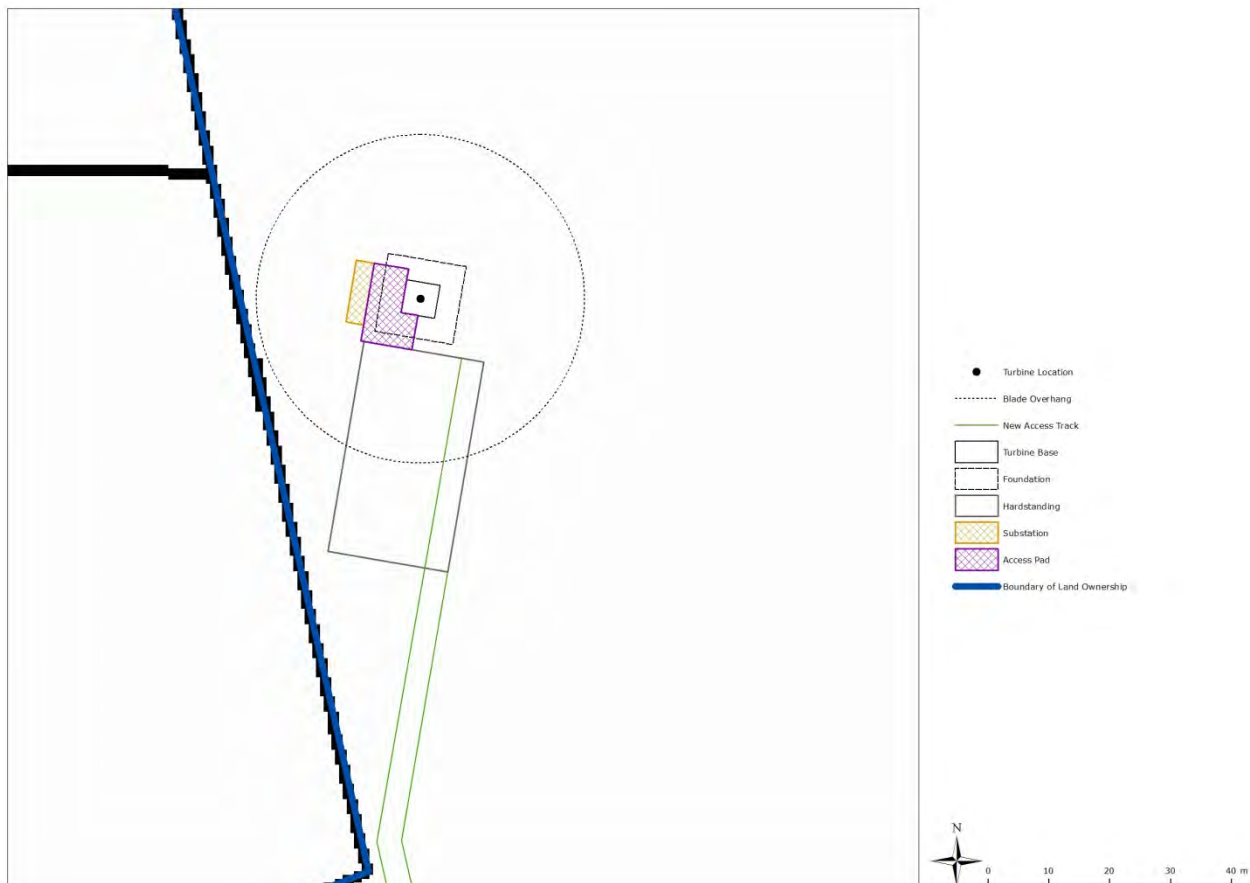 Turbine Location
Blade Overhang
New Access Track
Turbine Base
Foundation
Hardstanding
Substation
Access Pad
Boundary of Land Ownership
N
0 10 20 30 40 m